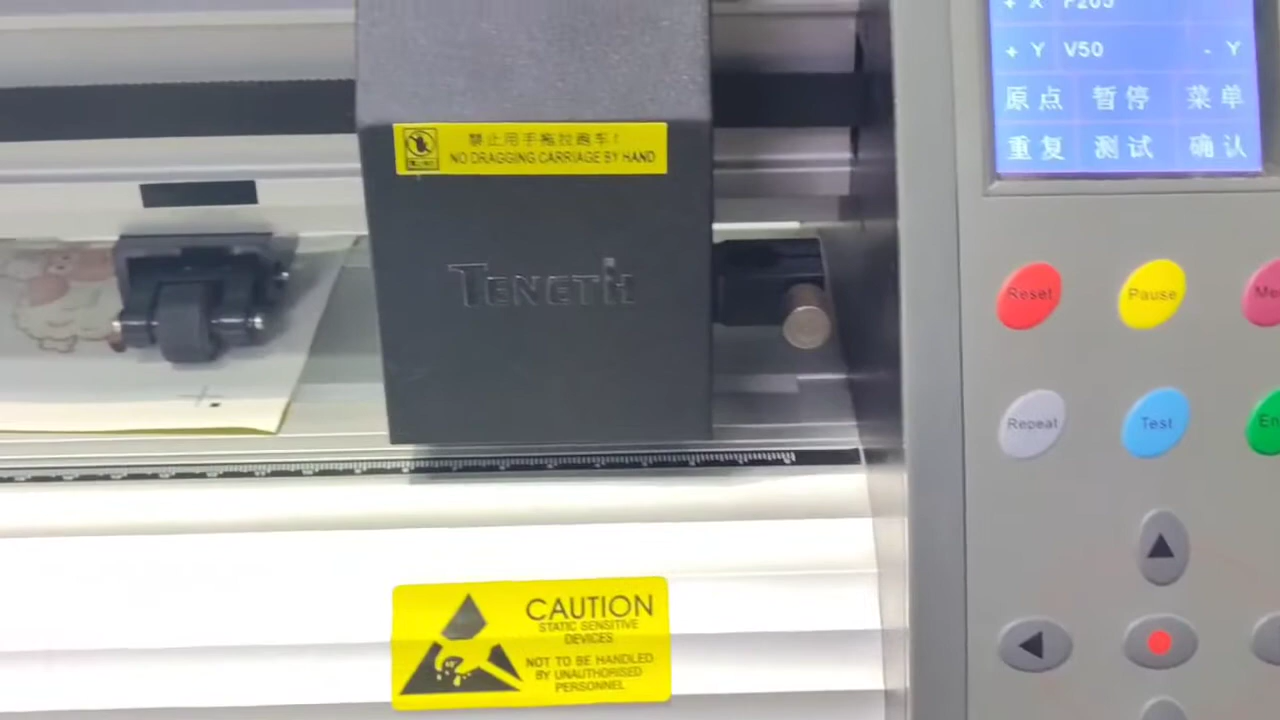 + X F205
+ Y V50 - Y
原点 暂停 菜单
重复 测试 确认
禁止用手拖拉跑车!
NO DRAGGING CARRIAGE BY HAND
TENETH
Reset
Pause
Repeat
Test
CAUTION
STATIC SENSITIVE
DEVICES
NOT TO BE HANDLED
BY UNAUTHORISED
PERSONNEL